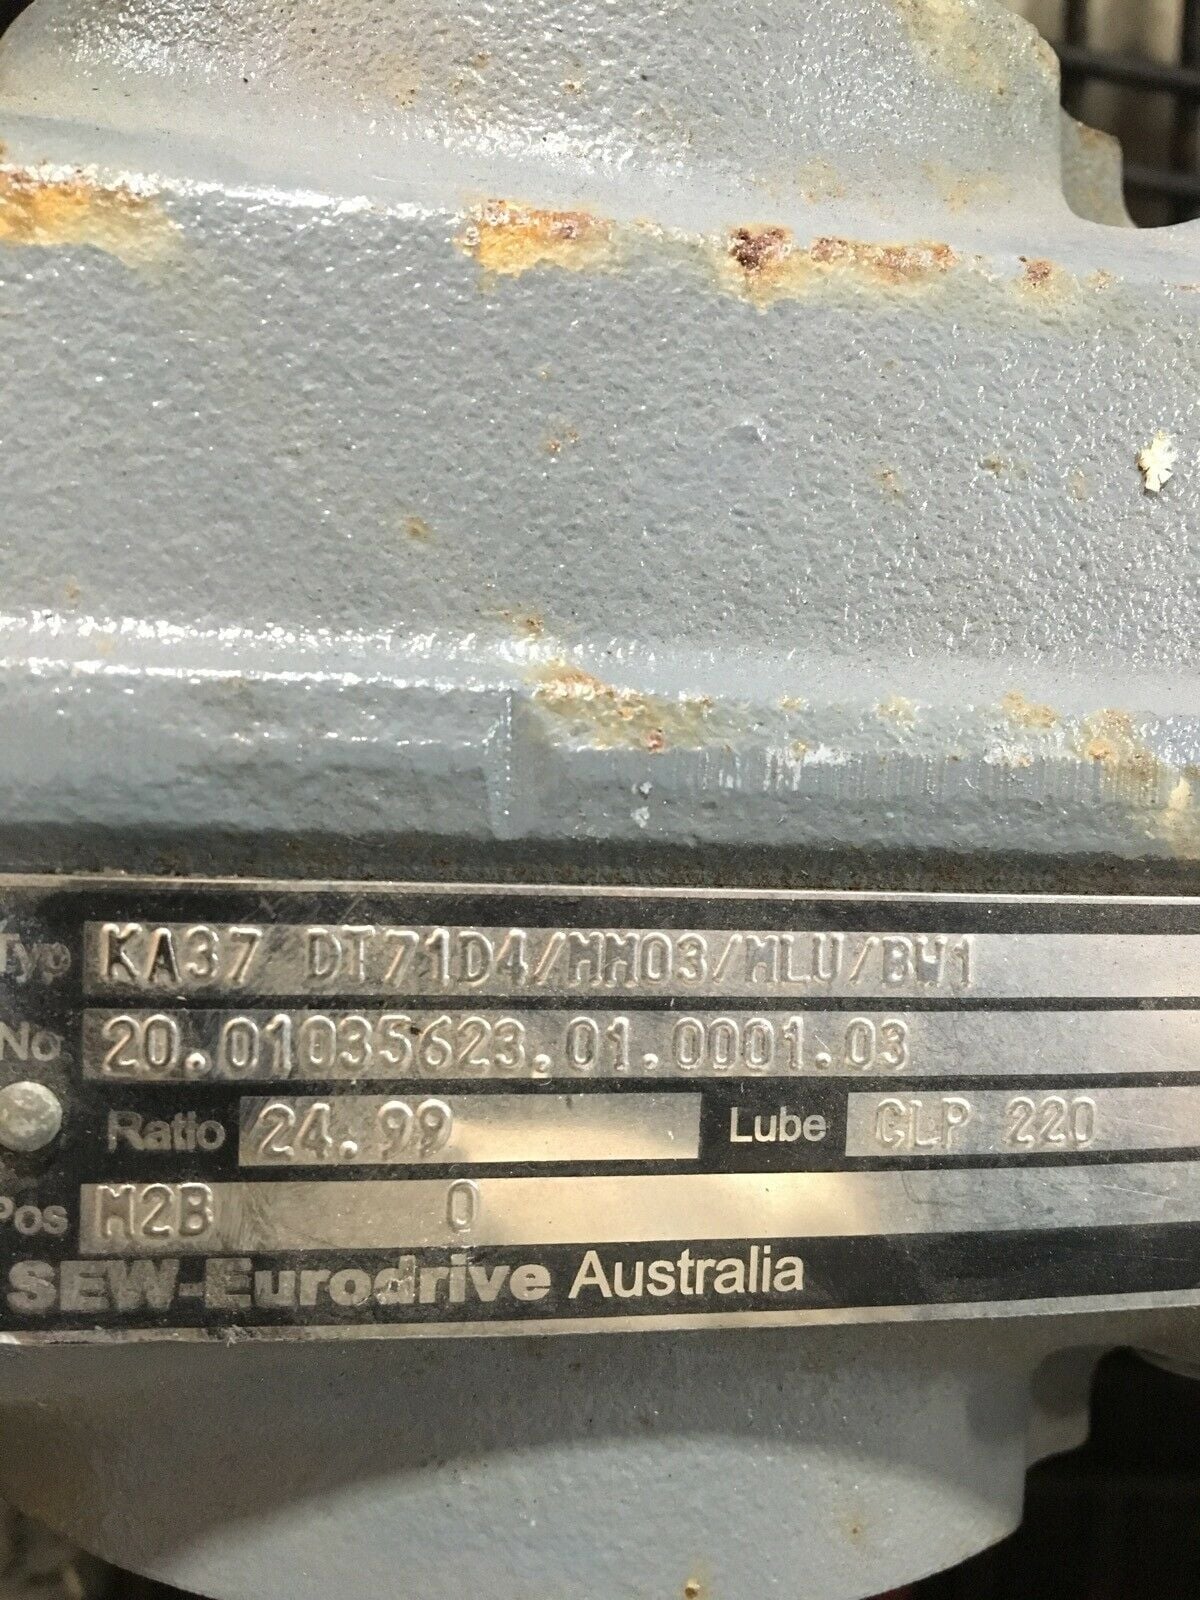 Typ KA37 DT71D4/MM03/MLU/BW1
No 20.01035623.01.0001.03
Ratio 24.99 Lube CLP 220
Pos M2B 0
SEW-Eurodrive Australia